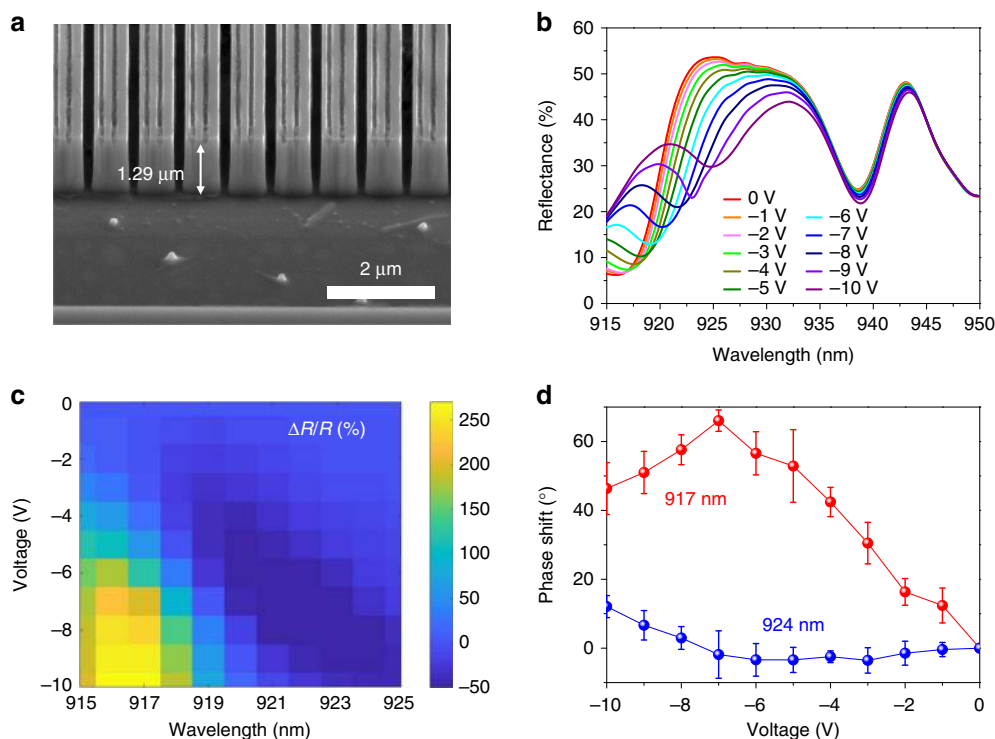 a
1.29 μm
2 μm
b
Reflectance (%)
60
50
40
30
20
10
0
0 V
–1 V
–2 V
–3 V
–4 V
–5 V
–6 V
–7 V
–8 V
–9 V
–10 V
915 920 925 930 935 940 945 950
Wavelength (nm)
c
ΔR/R (%)
Voltage (V)
0
–2
–4
–6
–8
–10
915 917 919 921 923 925
Wavelength (nm)
250
200
150
100
50
0
–50
d
Phase shift (°)
60
40
20
0
917 nm
924 nm
–10 –8 –6 –4 –2 0
Voltage (V)